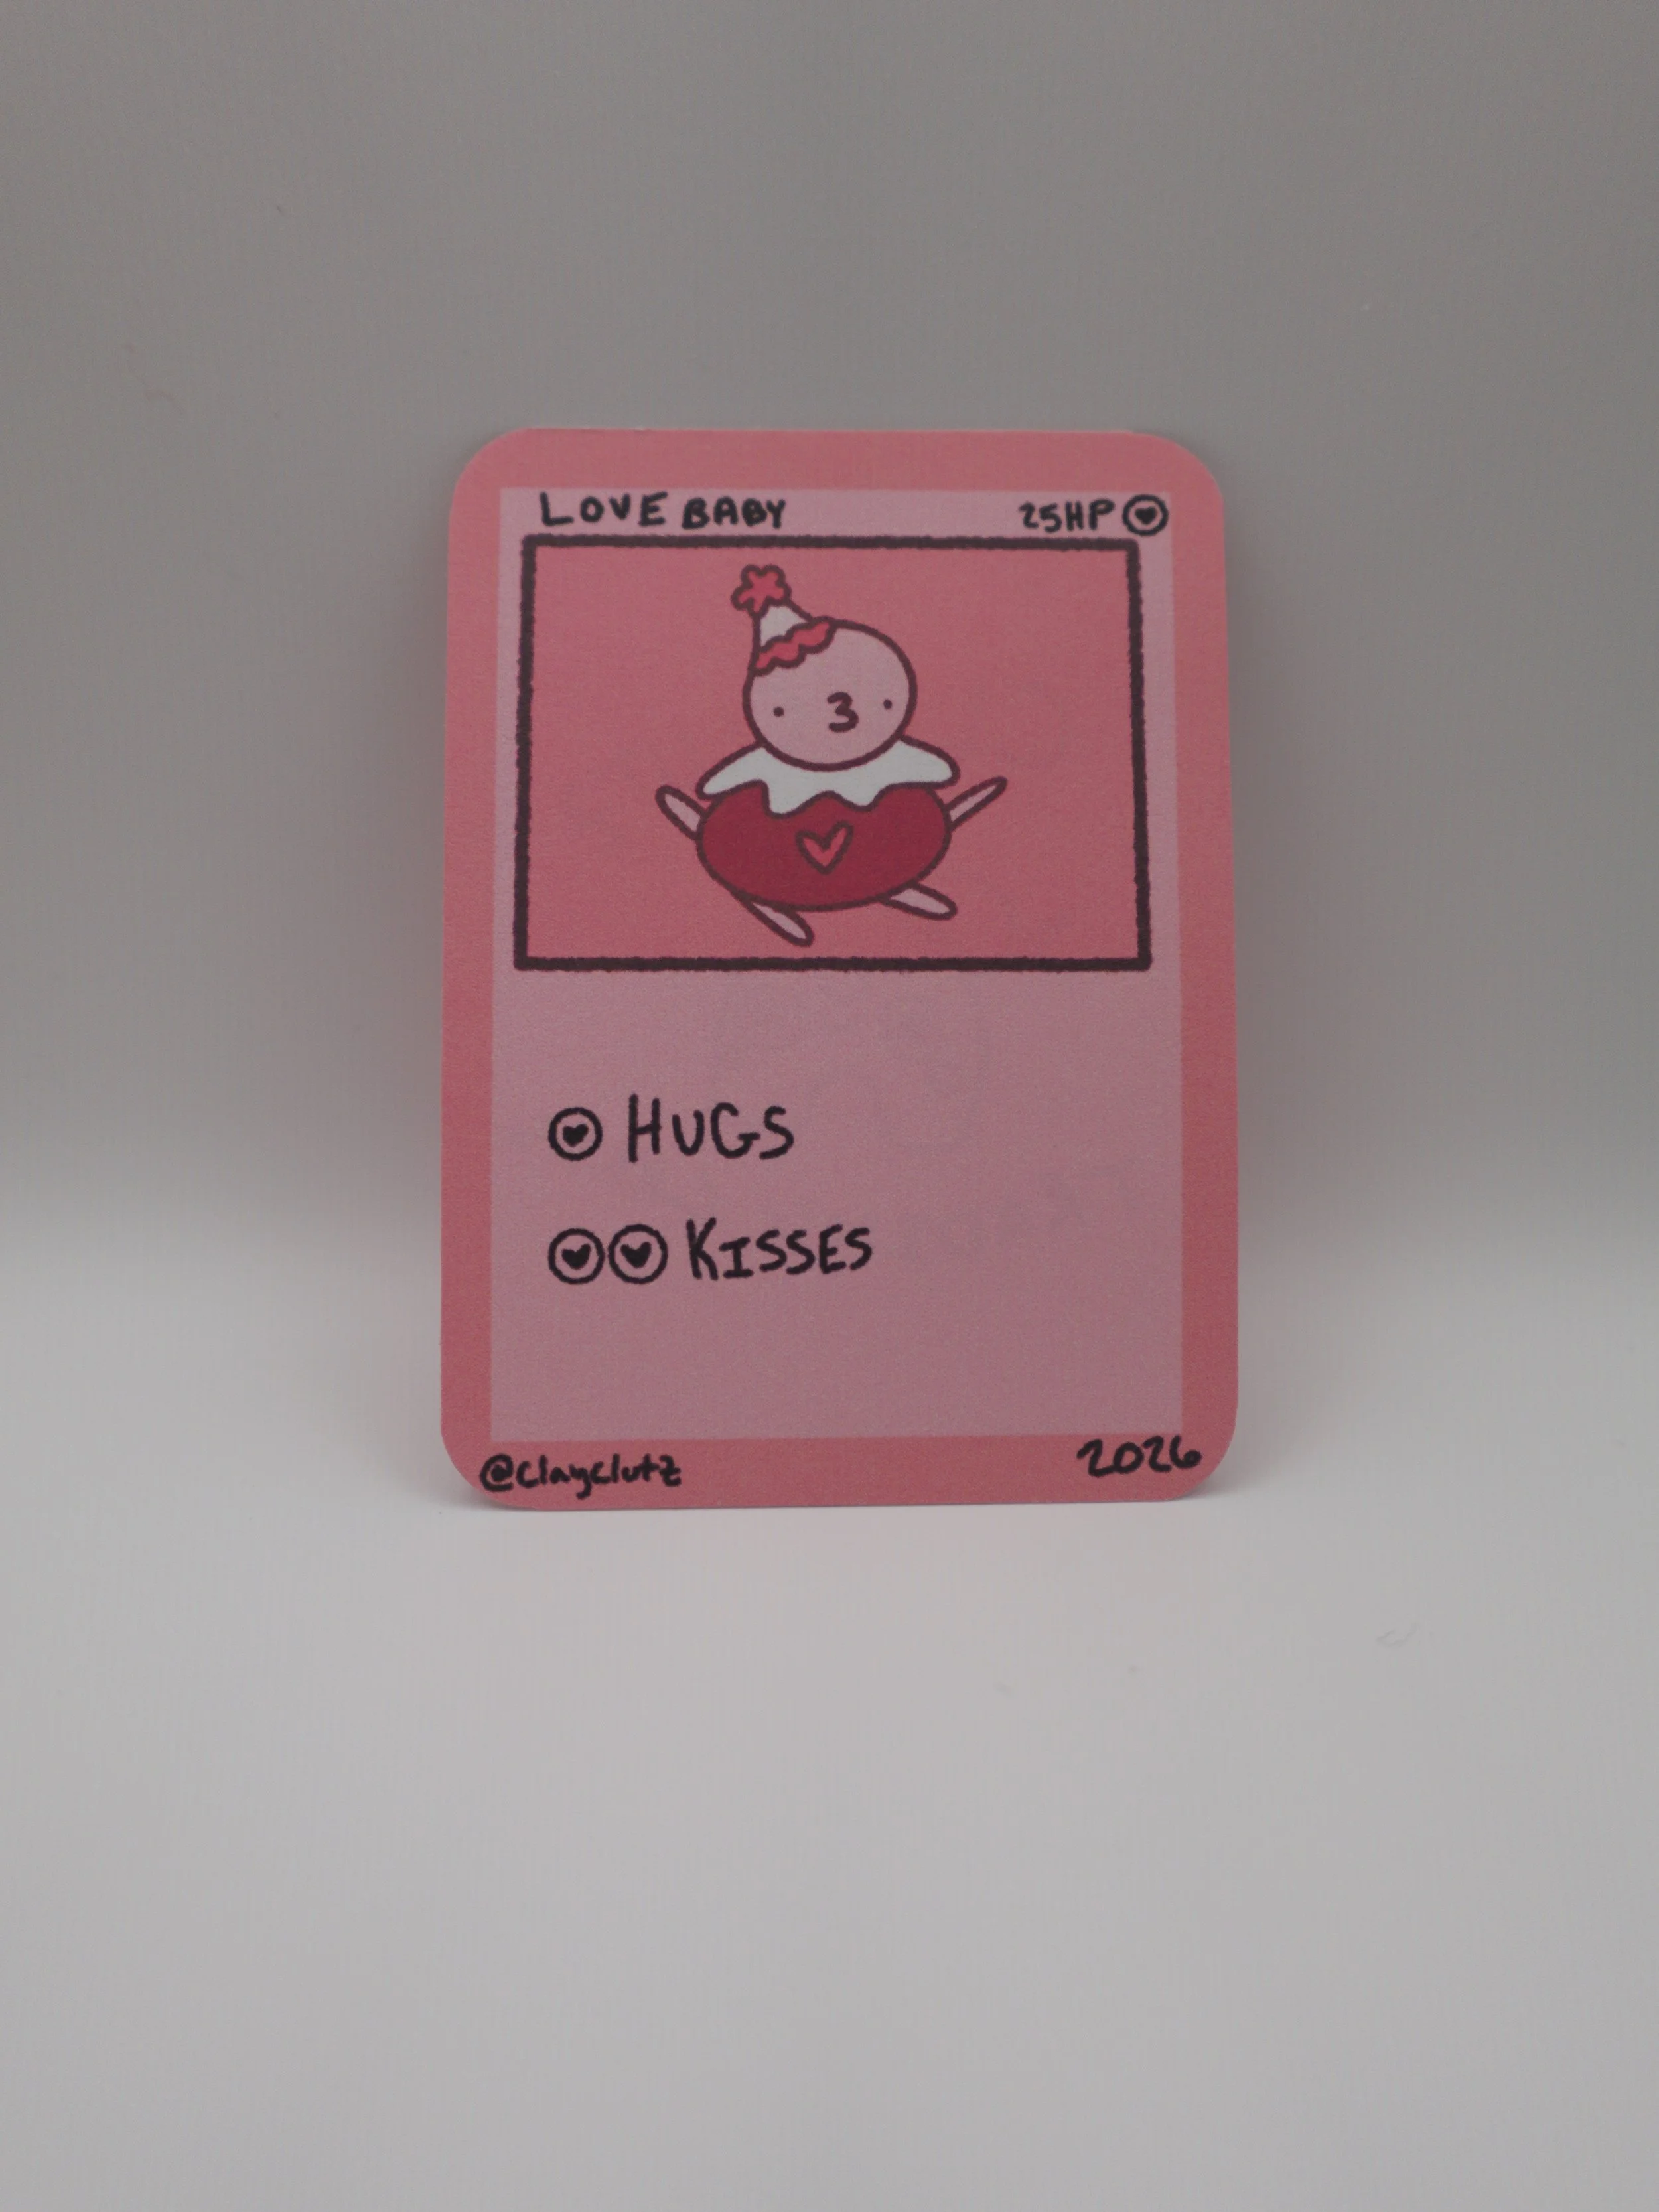 LOVE BABY 25HP
HUGS
KISSES
@clayclutz 2026